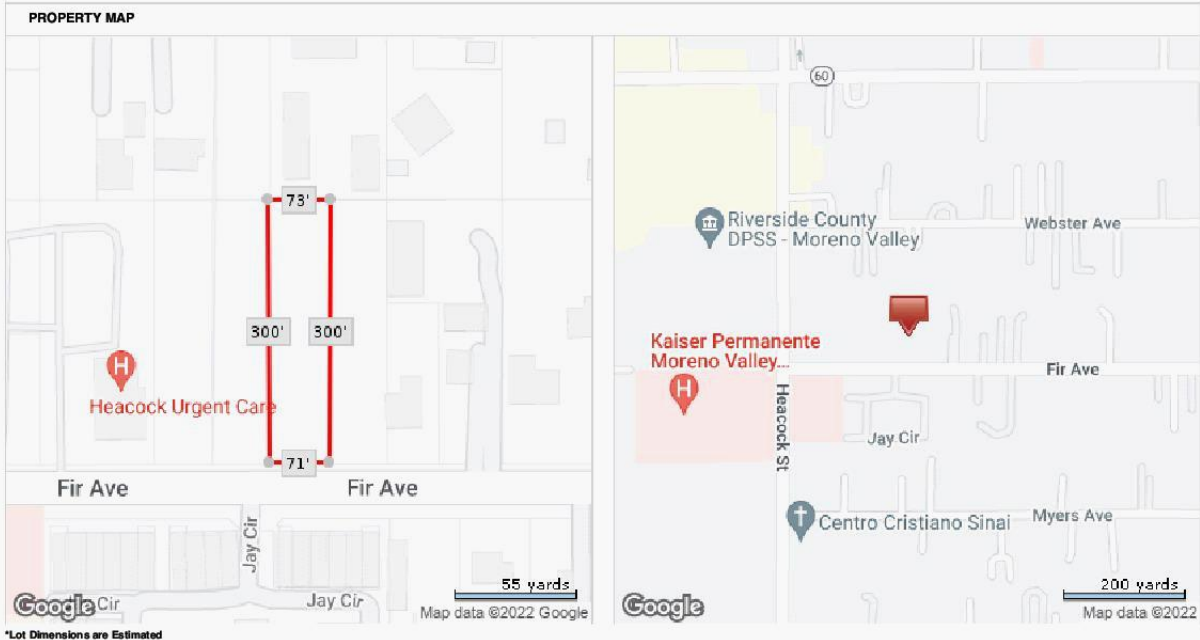 PROPERTY MAP
73'
300'
300'
Heacock Urgent Care
71'
Fir Ave
Fir Ave
Jay Cir
Google
Cir
Jay Cir
55 yards
Map data ©2022 Google
60
Riverside County
DPSS - Moreno Valley
Webster Ave
Kaiser Permanente
Moreno Valley...
Fir Ave
Heacock St
Jay Cir
Centro Cristiano Sinai
Myers Ave
200 yards
Google
Map data ©2022
*Lot Dimensions are Estimated